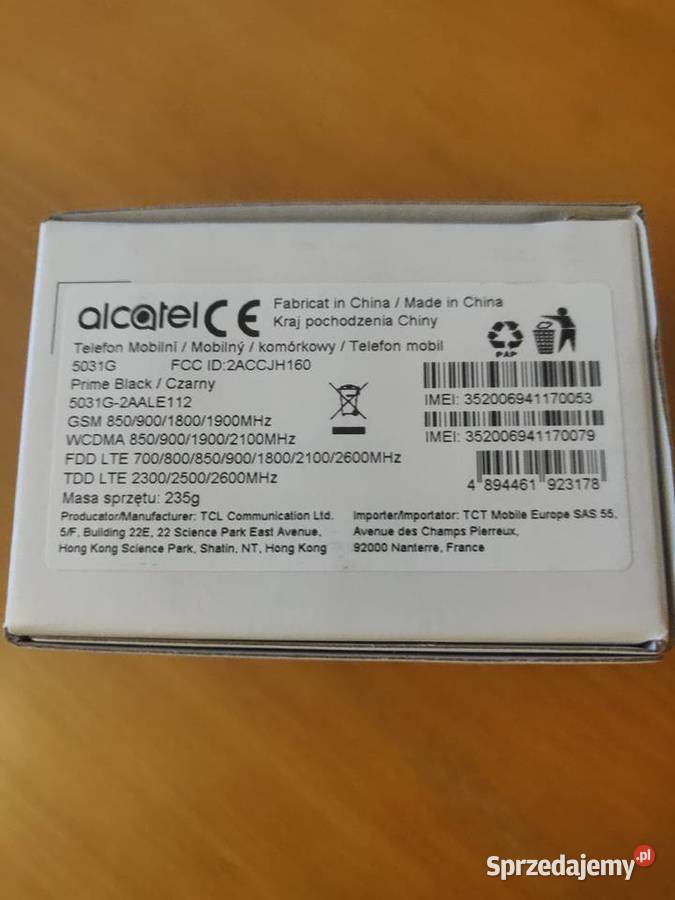 alcatel CE
Fabricat in China / Made in China
Kraj pochodzenia Chiny
Telefon Mobilní / Mobilný / komórkowy / Telefon mobil
5031G FCC ID:2ACCJH160
Prime Black / Czarny
5031G-2AALE112
GSM 850/900/1800/1900MHz
WCDMA 850/900/1900/2100MHz
FDD LTE 700/800/850/900/1800/2100/2600MHz
TDD LTE 2300/2500/2600MHz
Masa sprzętu: 235g
PAP
IMEI: 352006941170053
IMEI: 352006941170079
4 894461 923178
Producator/Manufacturer: TCL Communication Ltd.
5/F, Building 22E, 22 Science Park East Avenue,
Hong Kong Science Park, Shatin, NT, Hong Kong
Importer/Importator: TCT Mobile Europe SAS 55,
Avenue des Champs Pierreux,
92000 Nanterre, France
Sprzedajemy.pl